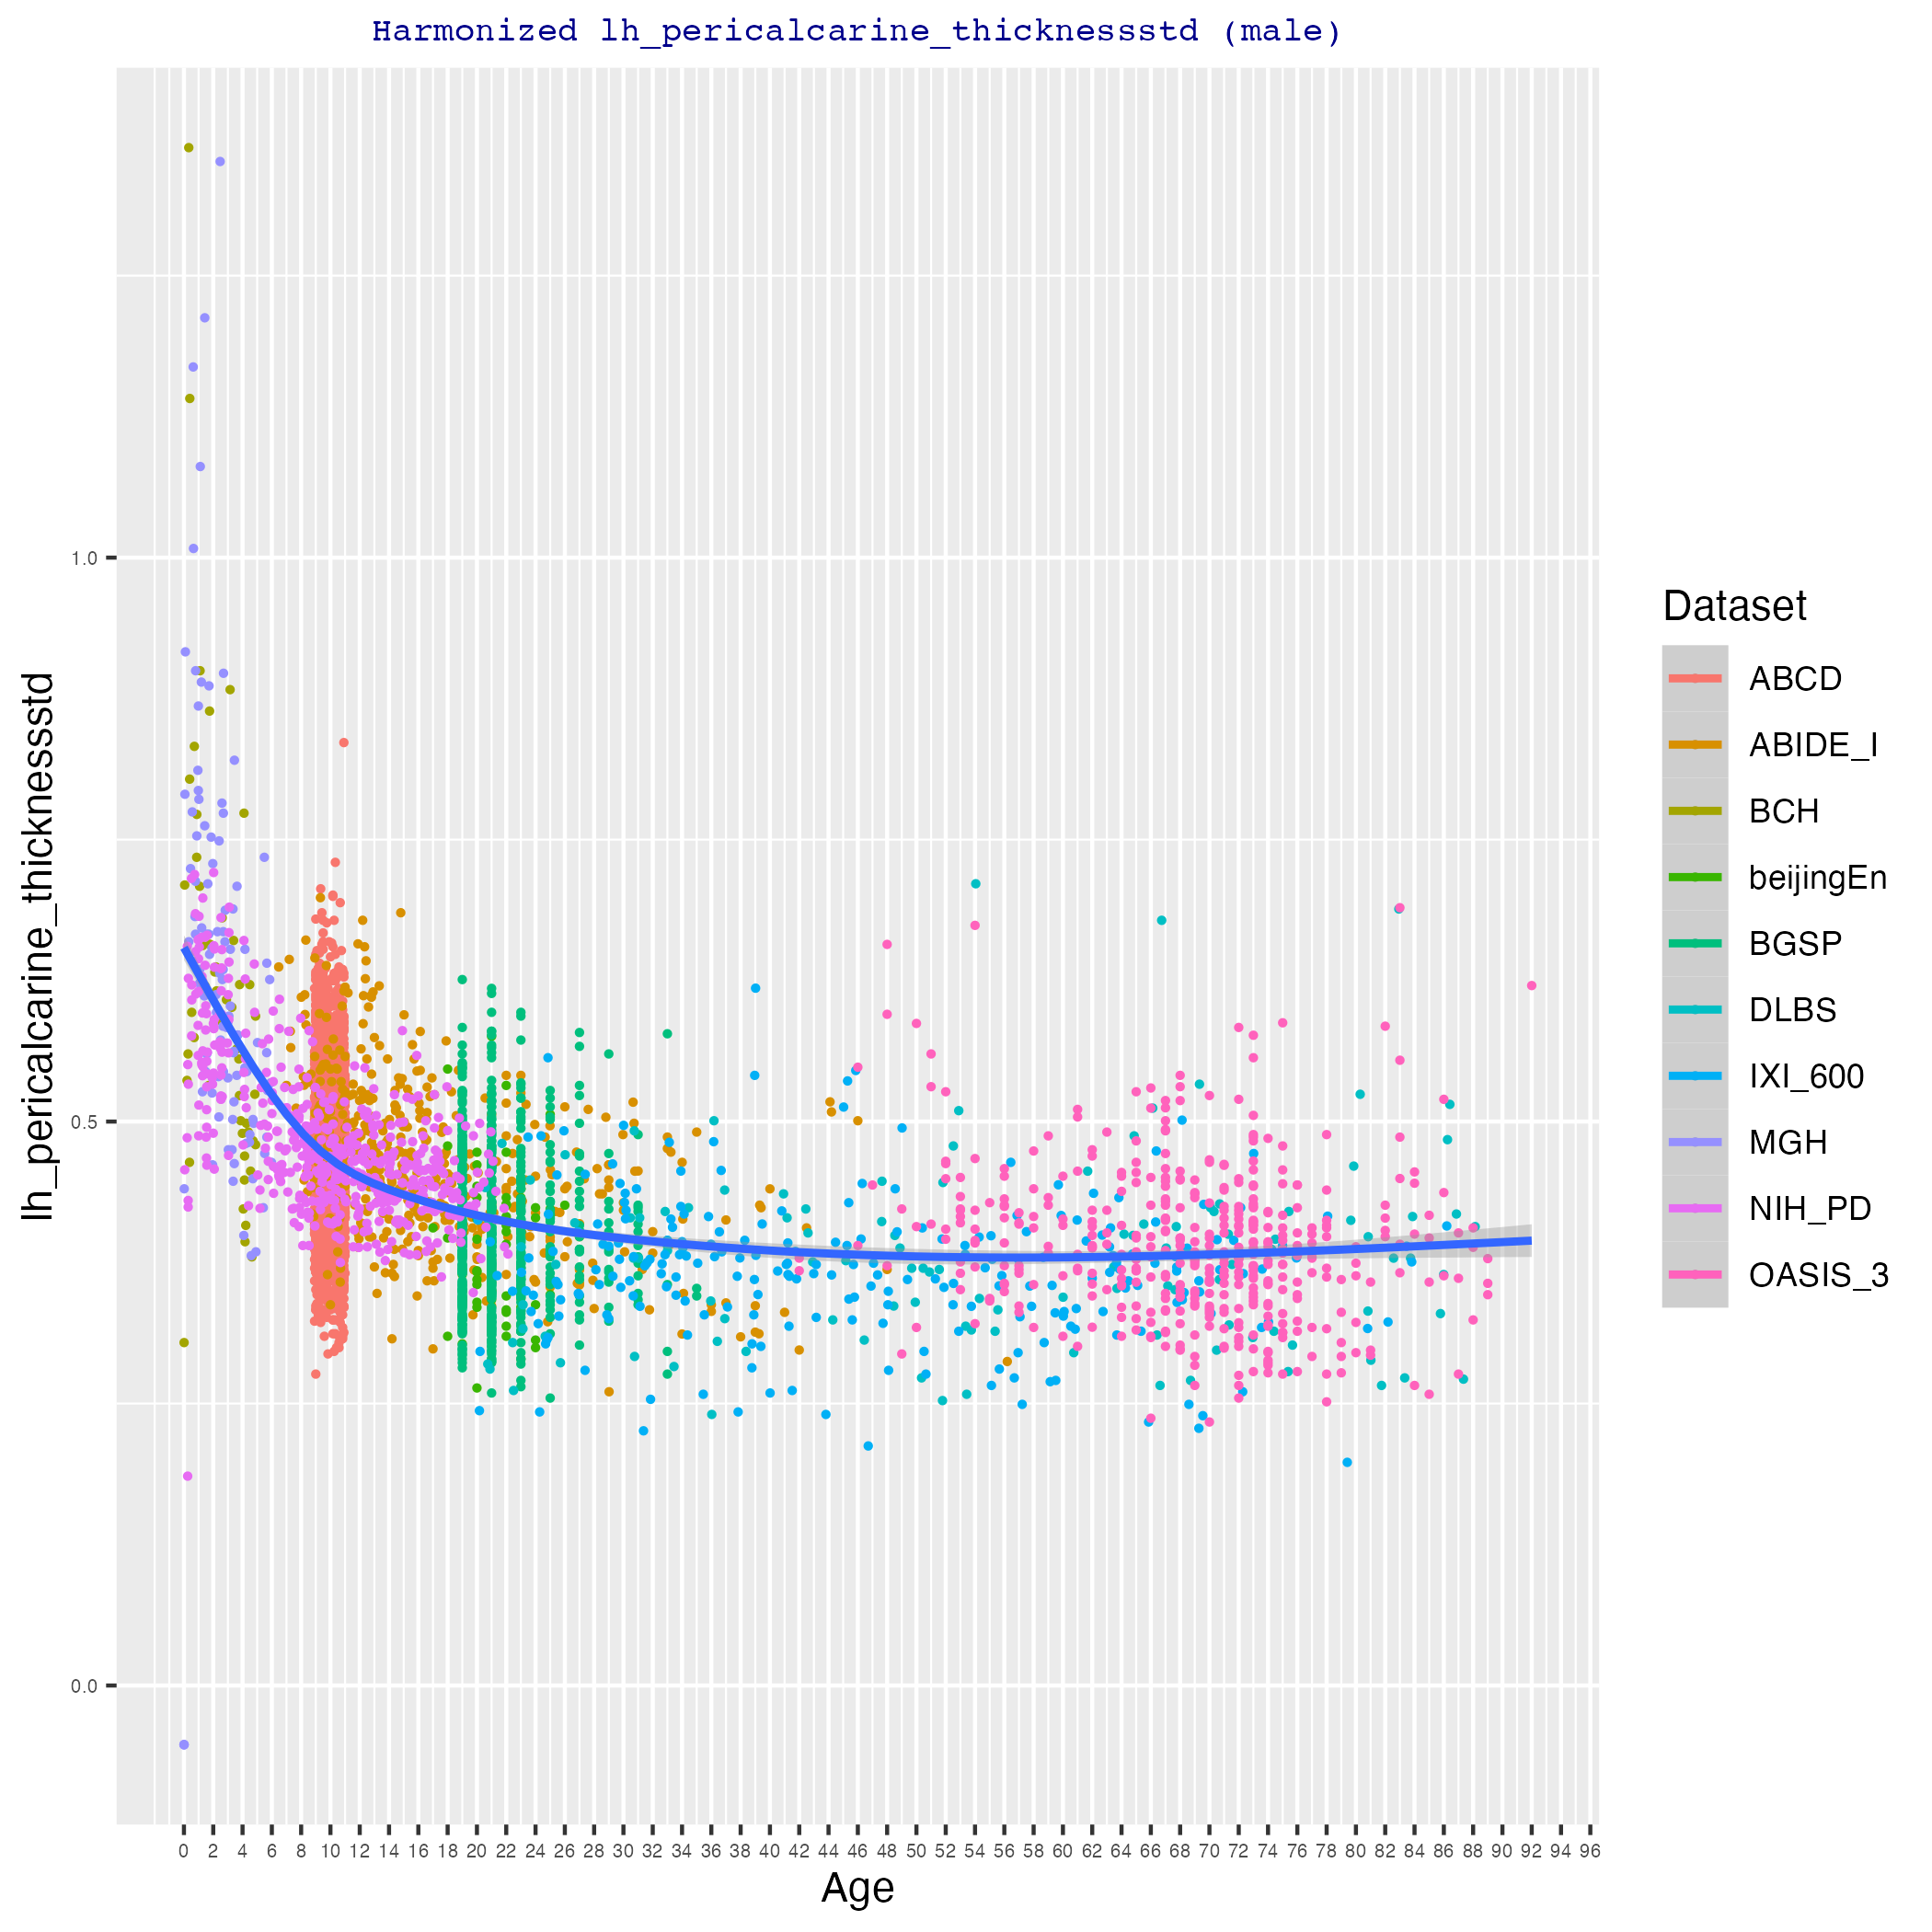 Harmonized lh_pericalcarine_thicknessstd (male)
lh_pericalcarine_thicknessstd
1.0
0.5
0.0
0 2 4 6 8 10 12 14 16 18 20 22 24 26 28 30 32 34 36 38 40 42 44 46 48 50 52 54 56 58 60 62 64 66 68 70 72 74 76 78 80 82 84 86 88 90 92 94 96
Age
Dataset
ABCD
ABIDE_I
BCH
beijingEn
BGSP
DLBS
IXI_600
MGH
NIH_PD
OASIS_3